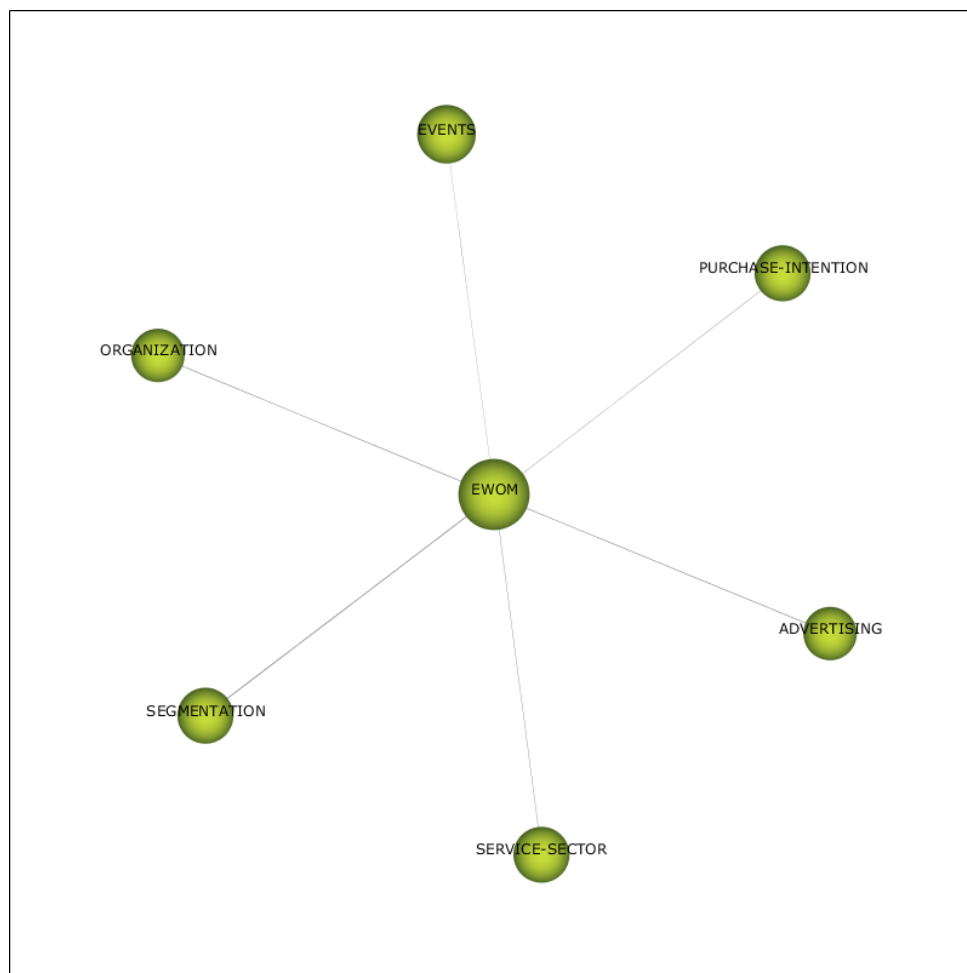 EVENTS
PURCHASE-INTENTION
ORGANIZATION
EWOM
ADVERTISING
SEGMENTATION
SERVICE-SECTOR